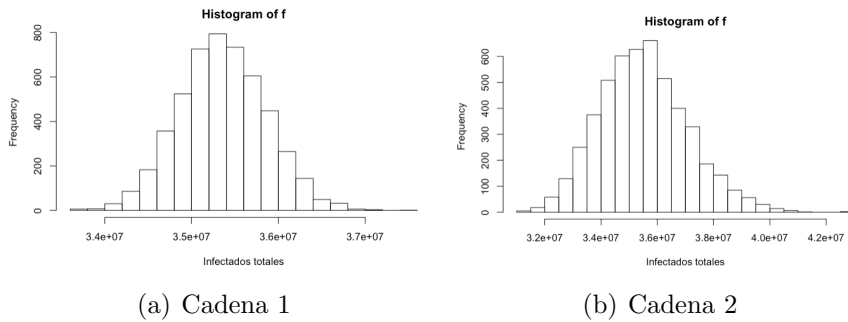 Histogram of f
Frequency
0 200 400 600 800
3.4e+07 3.5e+07 3.6e+07 3.7e+07
Infectados totales
(a) Cadena 1
Histogram of f
Frequency
0 100 200 300 400 500 600
3.2e+07 3.4e+07 3.6e+07 3.8e+07 4.0e+07 4.2e+07
Infectados totales
(b) Cadena 2